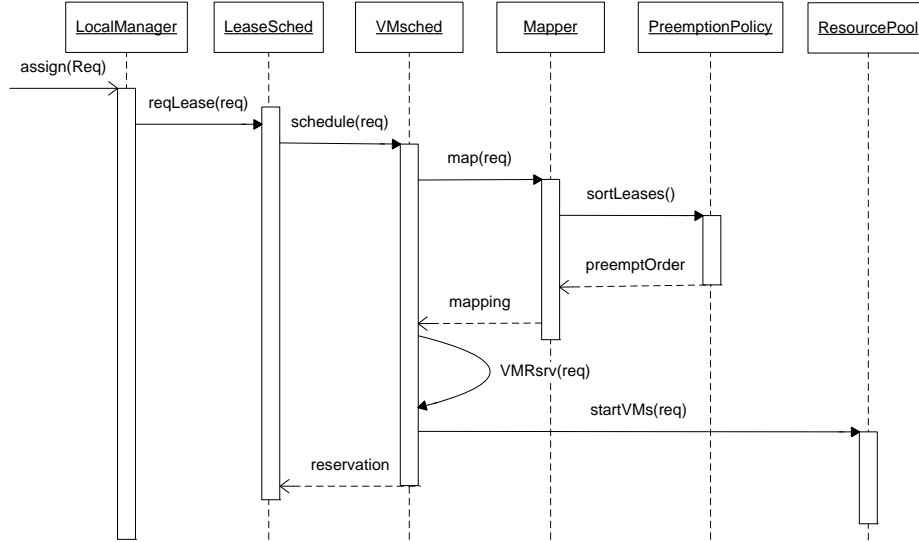 LocalManager
LeaseSched
VMsched
Mapper
PreemptionPolicy
ResourcePool
assign(Req)
reqLease(req)
schedule(req)
map(req)
sortLeases()
preemptOrder
mapping
VMRsrv(req)
startVMs(req)
reservation